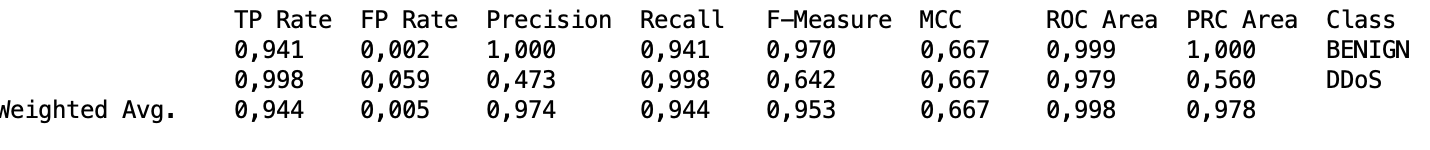 TP Rate FP Rate Precision Recall F-Measure MCC ROC Area PRC Area Class
0,941 0,002 1,000 0,941 0,970 0,667 0,999 1,000 BENIGN
0,998 0,059 0,473 0,998 0,642 0,667 0,979 0,560 DDoS
Weighted Avg. 0,944 0,005 0,974 0,944 0,953 0,667 0,998 0,978